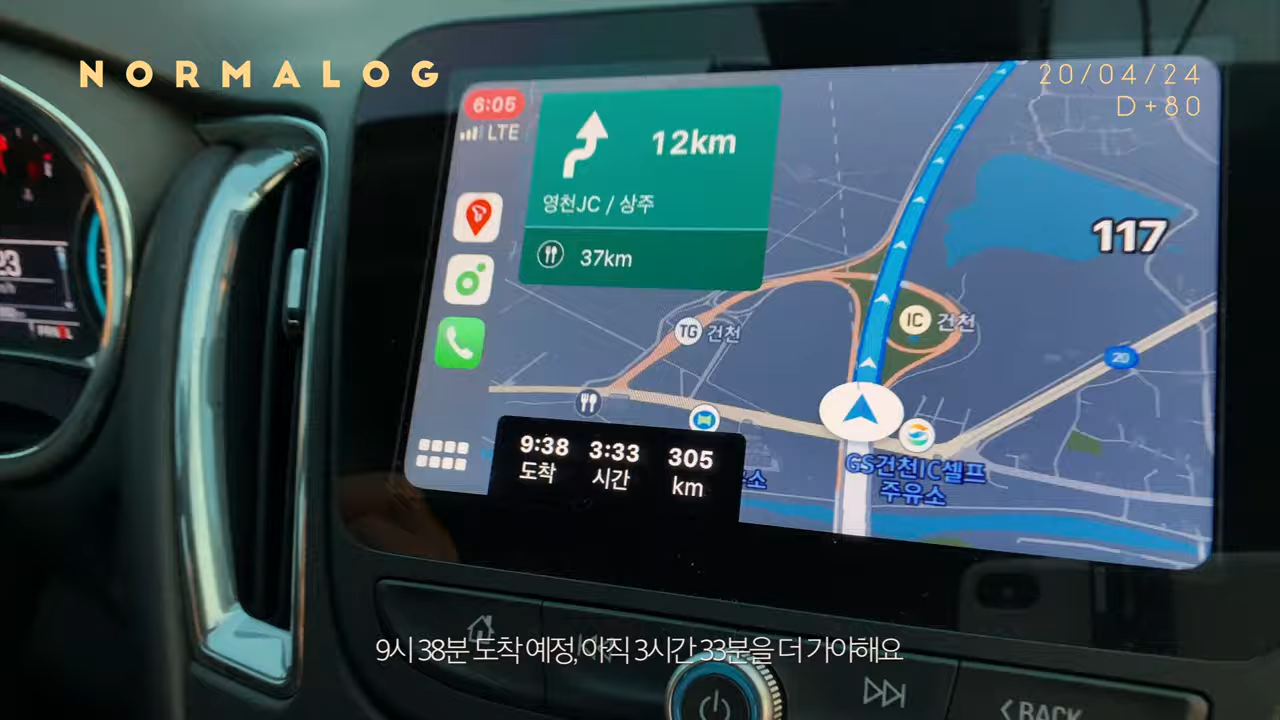 NORMALOG
20/04/24
D+80
6:05
LTE
12km
영천JC / 상주
37km
117
TG 건천
IC 건천
20
GS건천IC셀프
주유소
9:38 3:33 305
도착 시간 km
9시 38분 도착 예정, 아직 3시간 33분을 더 가야해요
BACK